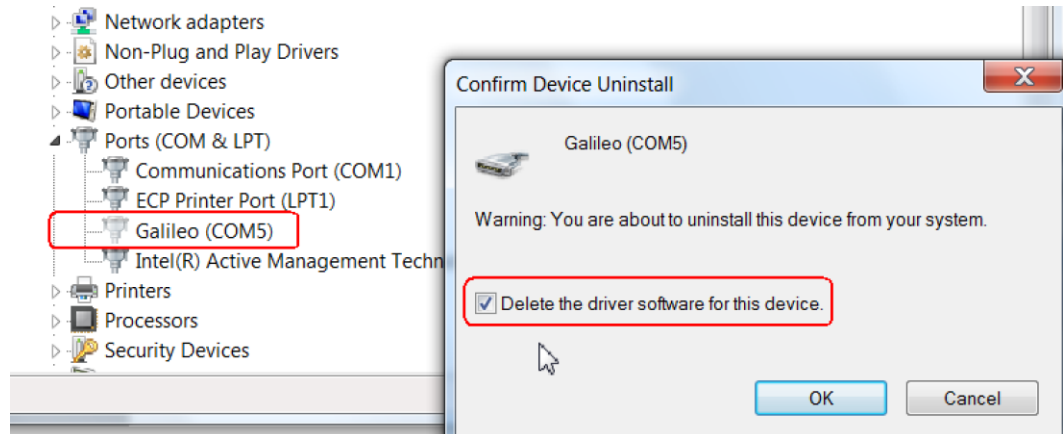 Network adapters
Non-Plug and Play Drivers
Other devices
Portable Devices
Ports (COM & LPT)
Communications Port (COM1)
ECP Printer Port (LPT1)
Galileo (COM5)
Intel(R) Active Management Techn
Printers
Processors
Security Devices
Confirm Device Uninstall
Galileo (COM5)
Warning: You are about to uninstall this device from your system.
Delete the driver software for this device.
OK
Cancel